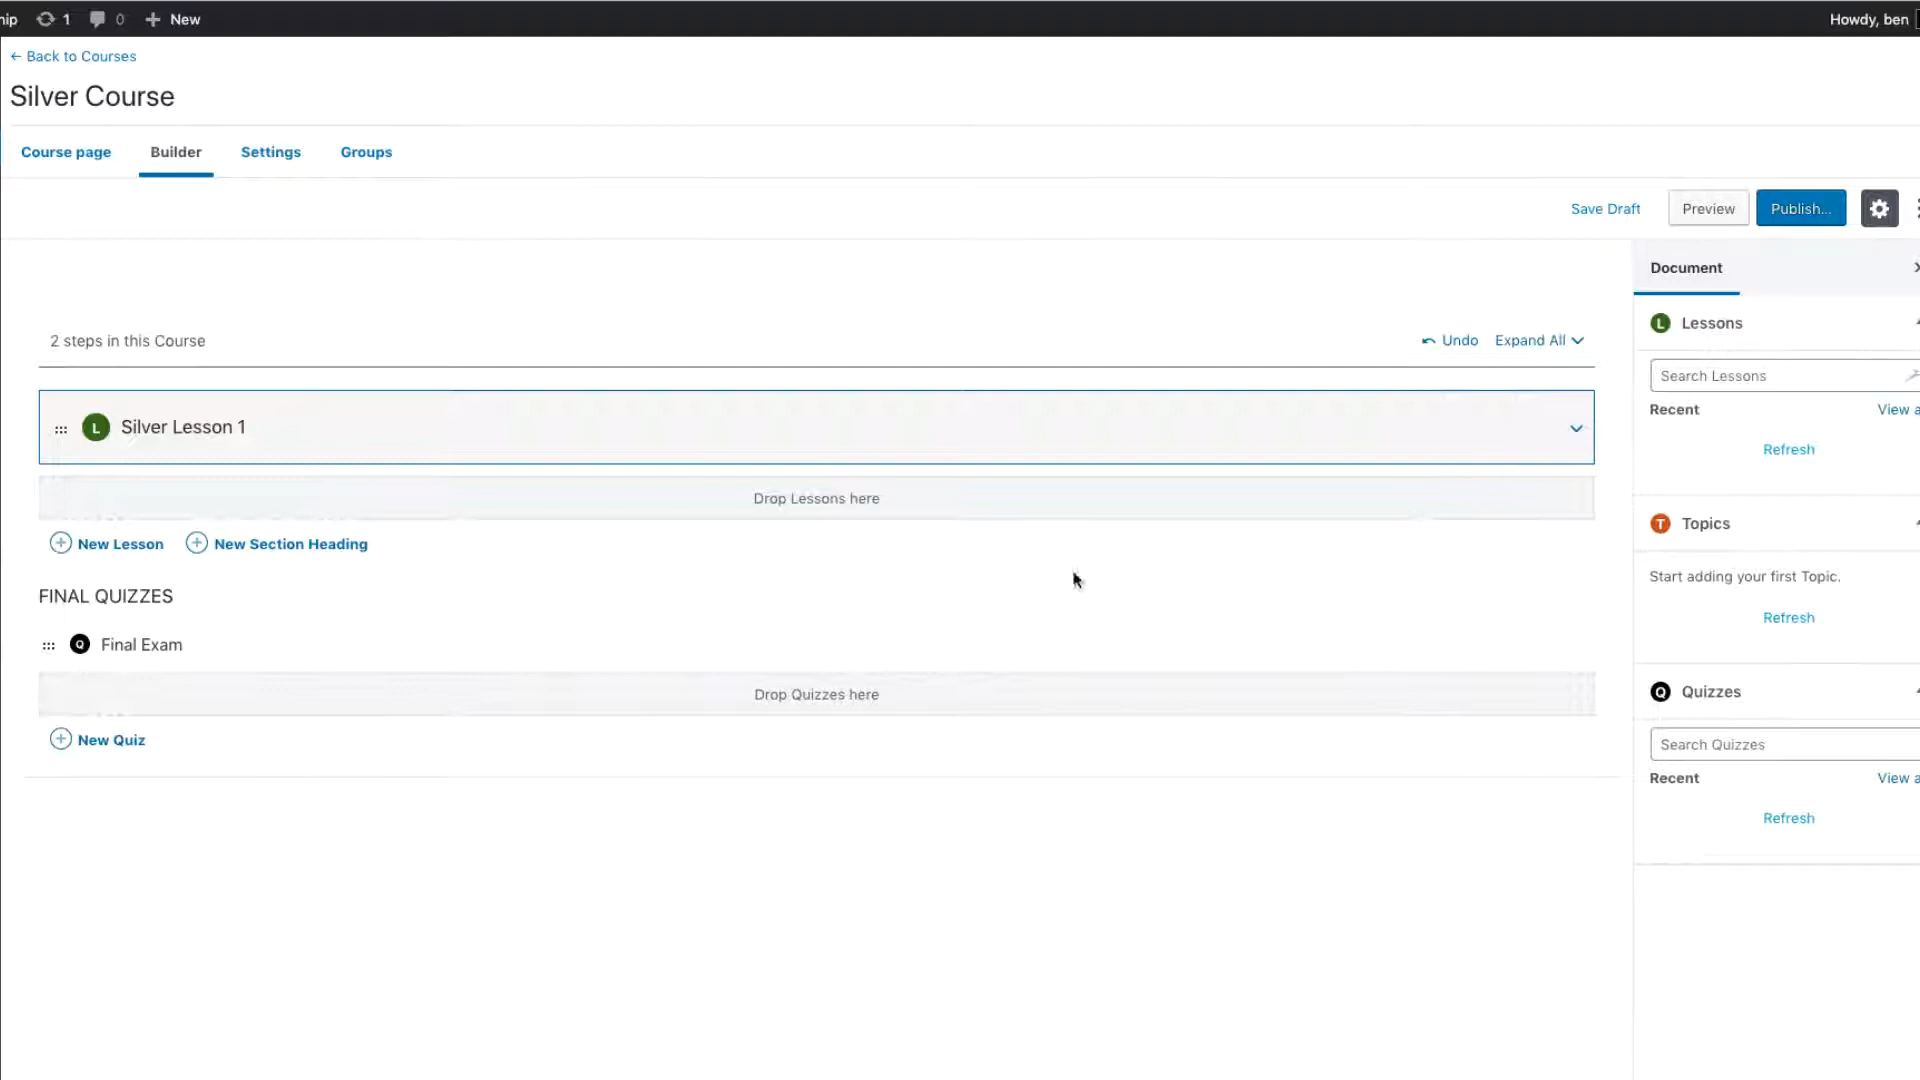 1 0 New Howdy, ben
← Back to Courses
Silver Course
Course page Builder Settings Groups
Save Draft Preview Publish...
Document
L Lessons
2 steps in this Course Undo Expand All
Search Lessons
Recent View
Refresh
L Silver Lesson 1
Drop Lessons here
New Lesson New Section Heading
T Topics
Start adding your first Topic.
Refresh
FINAL QUIZZES
Q Final Exam
Drop Quizzes here
New Quiz
Q Quizzes
Search Quizzes
Recent View
Refresh